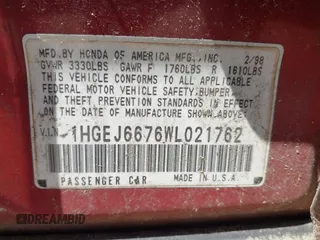 MFD.BY HONDA OF AMERICA MFG.,INC. 2/98
GVWR 3330LBS GAWR F 1760LBS R 1610LBS
THIS VEHICLE CONFORMS TO ALL APPLICABLE
FEDERAL MOTOR VEHICLE SAFETY,BUMPER,
AND THEFT PREVENTION STANDARDS IN EFFECT
ON THE DATE OF MANUFACTURE SHOWN ABOVE.
V.I.N. 1HGEJ6676WL021762
PASSENGER CAR MADE IN U.S.A.
DREAMBID